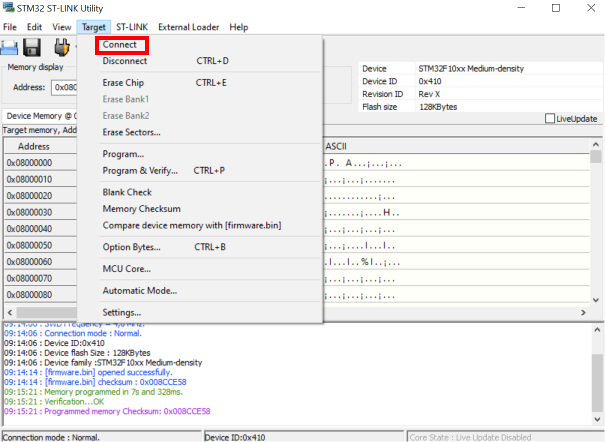 STM32 ST-LINK Utility
File Edit View Target ST-LINK External Loader Help
Memory display
Address: 0x080
Connect
Disconnect CTRL+D
Erase Chip CTRL+E
Erase Bank1
Erase Bank2
Erase Sectors...
Program...
Program & Verify... CTRL+P
Blank Check
Memory Checksum
Compare device memory with [firmware.bin]
Option Bytes... CTRL+B
MCU Core...
Automatic Mode...
Settings...
Device STM32F10xx Medium-density
Device ID 0x410
Revision ID Rev X
Flash size 128KBytes
LiveUpdate
Device Memory @ 0
Target memory, Add
Address ASCII
0x08000000 .P. A...¡...¡...
0x08000010 ¡...¡...¡.......
0x08000020 ............¡...
0x08000030 ¡.......¡....H..
0x08000040 ¡...¡...¡...¡...
0x08000050 ¡...¡....I...I..
0x08000060 .I...I..%I..¡...
0x08000070 ¡...¡...¡...¡...
0x08000080 ¡...¡...¡...¡...
09:14:06 : SWD Frequency = 4,0 MHz.
09:14:06 : Connection mode : Normal.
09:14:06 : Device ID:0x410
09:14:06 : Device flash Size : 128KBytes
09:14:06 : Device family :STM32F10xx Medium-density
09:14:14 : [firmware.bin] opened successfully.
09:14:14 : [firmware.bin] checksum : 0x008CCE58
09:15:21 : Memory programmed in 7s and 328ms.
09:15:21 : Verification...OK
09:15:21 : Programmed memory Checksum: 0x008CCE58
Connection mode : Normal. Device ID:0x410 Core State : Live Update Disabled